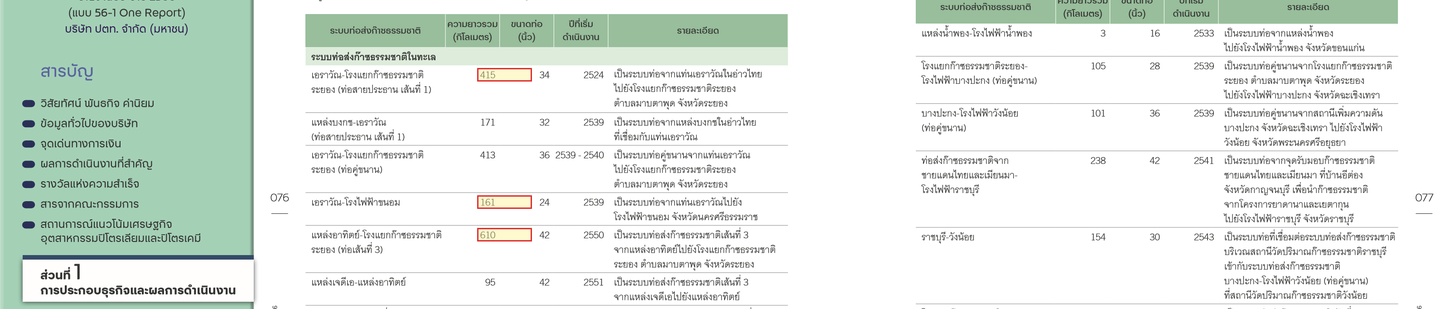 (แบบ 56-1 One Report)
บริษัท ปตท. จำกัด (มหาชน)
สารบัญ
วิสัยทัศน์ พันธกิจ ค่านิยม
ข้อมูลทั่วไปของบริษัท
จุดเด่นทางการเงิน
ผลการดำเนินงานที่สำคัญ
รางวัลแห่งความสำเร็จ
สารจากคณะกรรมการ
สถานการณ์แนวโน้มเศรษฐกิจ
อุตสาหกรรมปิโตรเลียมและปิโตรเคมี
ส่วนที่ 1
การประกอบธุรกิจและผลการดำเนินงาน
076
ระบบท่อส่งก๊าซธรรมชาติ ความยาวรวม (กิโลเมตร) ขนาดท่อ (นิ้ว) ปีที่เริ่ม ดำเนินงาน รายละเอียด
ระบบท่อส่งก๊าซธรรมชาติในทะเล
เอราวัณ-โรงแยกก๊าซธรรมชาติ 415 34 2524 เป็นระบบท่อจากแท่นเอราวัณในอ่าวไทย
ระยอง (ท่อสายประธาน เส้นที่ 1) ไปยังโรงแยกก๊าซธรรมชาติระยอง
ตำบลมาบตาพุด จังหวัดระยอง
แหล่งบงกช-เอราวัณ 171 32 2539 เป็นระบบท่อจากแหล่งบงกชในอ่าวไทย
(ท่อสายประธาน เส้นที่ 1) ที่เชื่อมกับแท่นเอราวัณ
เอราวัณ-โรงแยกก๊าซธรรมชาติ 413 36 2539 - 2540 เป็นระบบท่อคู่ขนานจากแท่นเอราวัณ
ระยอง (ท่อคู่ขนาน) ไปยังโรงแยกก๊าซธรรมชาติระยอง
ตำบลมาบตาพุด จังหวัดระยอง
เอราวัณ-โรงไฟฟ้าขนอม 161 24 2539 เป็นระบบท่อจากแท่นเอราวัณไปยัง
โรงไฟฟ้าขนอม จังหวัดนครศรีธรรมราช
แหล่งอาทิตย์-โรงแยกก๊าซธรรมชาติ 610 42 2550 เป็นระบบท่อส่งก๊าซธรรมชาติเส้นที่ 3
ระยอง (ท่อเส้นที่ 3) จากแหล่งอาทิตย์ไปยังโรงแยกก๊าซธรรมชาติ
ระยอง ตำบลมาบตาพุด จังหวัดระยอง
แหล่งเจดีเอ-แหล่งอาทิตย์ 95 42 2551 เป็นระบบท่อส่งก๊าซธรรมชาติเส้นที่ 3
จากแหล่งเจดีเอไปยังแหล่งอาทิตย์
ระบบท่อส่งก๊าซธรรมชาติ ความยาวรวม (กิโลเมตร) ขนาดท่อ (นิ้ว) ปีที่เริ่ม ดำเนินงาน รายละเอียด
แหล่งน้ำพอง-โรงไฟฟ้าน้ำพอง 3 16 2533 เป็นระบบท่อจากแหล่งน้ำพอง
ไปยังโรงไฟฟ้าน้ำพอง จังหวัดขอนแก่น
โรงแยกก๊าซธรรมชาติระยอง- 105 28 2539 เป็นระบบท่อคู่ขนานจากโรงแยกก๊าซธรรมชาติ
โรงไฟฟ้าบางปะกง (ท่อคู่ขนาน) ระยอง ตำบลมาบตาพุด จังหวัดระยอง
ไปยังโรงไฟฟ้าบางปะกง จังหวัดฉะเชิงเทรา
บางปะกง-โรงไฟฟ้าวังน้อย 101 36 2539 เป็นระบบท่อคู่ขนานจากสถานีเพิ่มความดัน
(ท่อคู่ขนาน) บางปะกง จังหวัดฉะเชิงเทรา ไปยังโรงไฟฟ้า
วังน้อย จังหวัดพระนครศรีอยุธยา
ท่อส่งก๊าซธรรมชาติจาก 238 42 2541 เป็นระบบท่อจากจุดรับมอบก๊าซธรรมชาติ
ชายแดนไทยและเมียนมา- ชายแดนไทยและเมียนมา ที่บ้านอีต่อง
โรงไฟฟ้าราชบุรี จังหวัดกาญจนบุรี เพื่อนำก๊าซธรรมชาติ
จากโครงการยาดานาและเยตากุน
ไปยังโรงไฟฟ้าราชบุรี จังหวัดราชบุรี
ราชบุรี-วังน้อย 154 30 2543 เป็นระบบท่อที่เชื่อมต่อระบบท่อส่งก๊าซธรรมชาติ
บริเวณสถานีวัดปริมาณก๊าซธรรมชาติราชบุรี
เข้ากับระบบท่อส่งก๊าซธรรมชาติ
บางปะกง-โรงไฟฟ้าวังน้อย (ท่อคู่ขนาน)
ที่สถานีวัดปริมาณก๊าซธรรมชาติวังน้อย
077